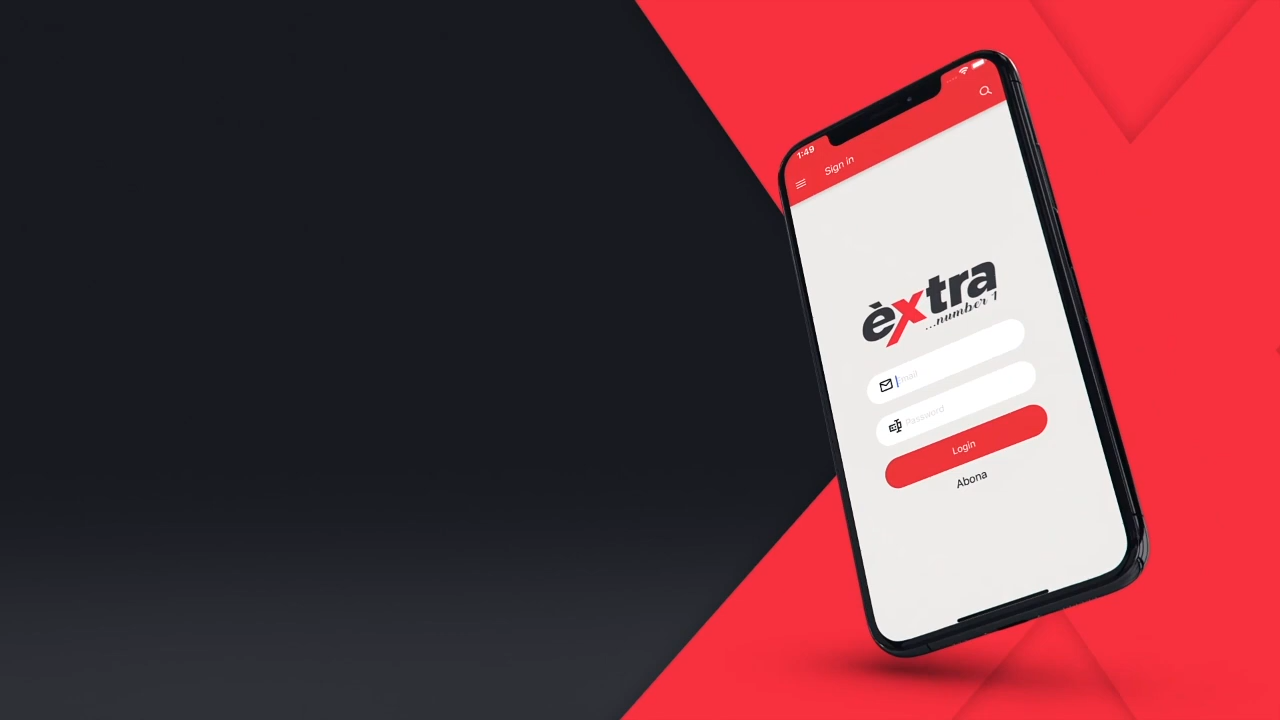 1:49
Sign in
èxtra
...number 1
Email
Password
Login
Abona